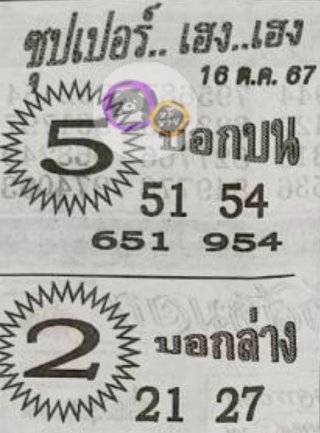 ซุปเปอร์.. เฮง..เฮง
16 ต.ค. 67
5 บอกบน
51 54
651 954
2 บอกล่าง
21 27